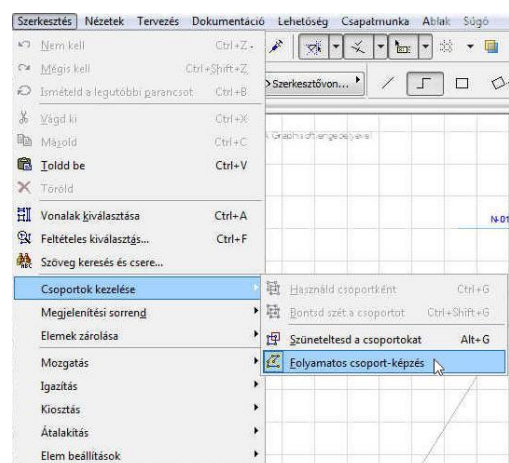 Szerkesztés Nézetek Tervezés Dokumentáció Lehetőség Csapatmunka Ablak Súgó
Nem kell Ctrl+Z
Mégis kell Ctrl+Shift+Z
Ismételd a legutóbbi parancsot Ctrl+B
Szerkesztővon...
Vágd ki Ctrl+X
Másold Ctrl+C
Toldd be Ctrl+V
Töröld
Vonalak kiválasztása Ctrl+A
N-01
Feltételes kiválasztás... Ctrl+F
Szöveg keresés és csere...
Csoportok kezelése
Használd csoportként Ctrl+G
Megjelenítési sorrend
Bontsd szét a csoportot Ctrl+Shift+G
Elemek zárolása
Szüneteltesd a csoportokat Alt+G
Mozgatás
Folyamatos csoport-képzés
Igazítás
Kiosztás
Átalakítás
Elem beállítások